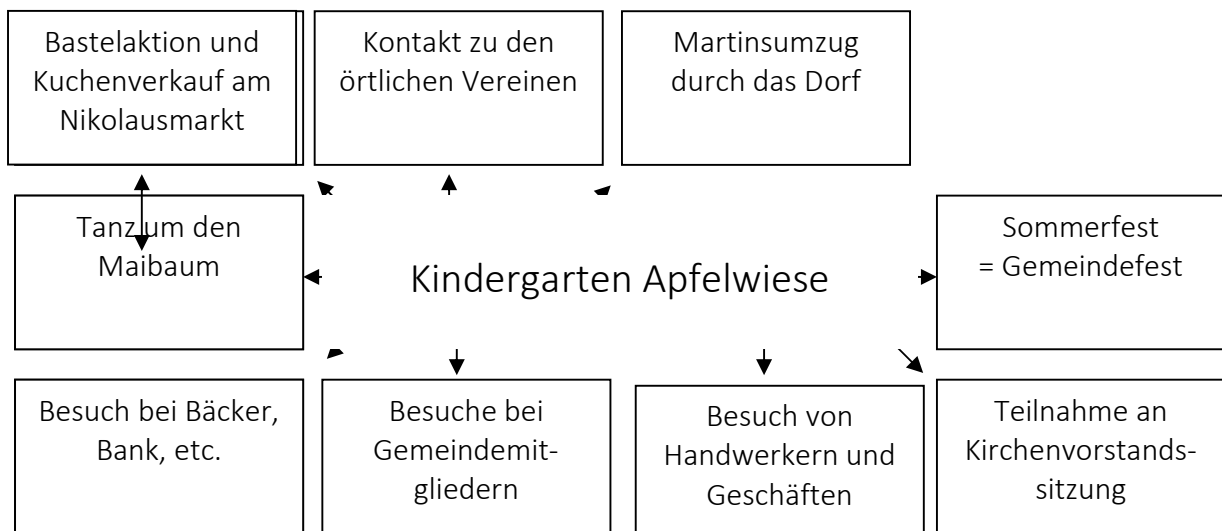 Bastelaktion und
Kuchenverkauf am
Nikolausmarkt
Kontakt zu den
örtlichen Vereinen
Martinsumzug
durch das Dorf
Tanz um den
Maibaum
Kindergarten Apfelwiese
Sommerfest
= Gemeindefest
Besuch bei Bäcker,
Bank, etc.
Besuche bei
Gemeindemit-
gliedern
Besuch von
Handwerkern und
Geschäften
Teilnahme an
Kirchenvorstands-
sitzung